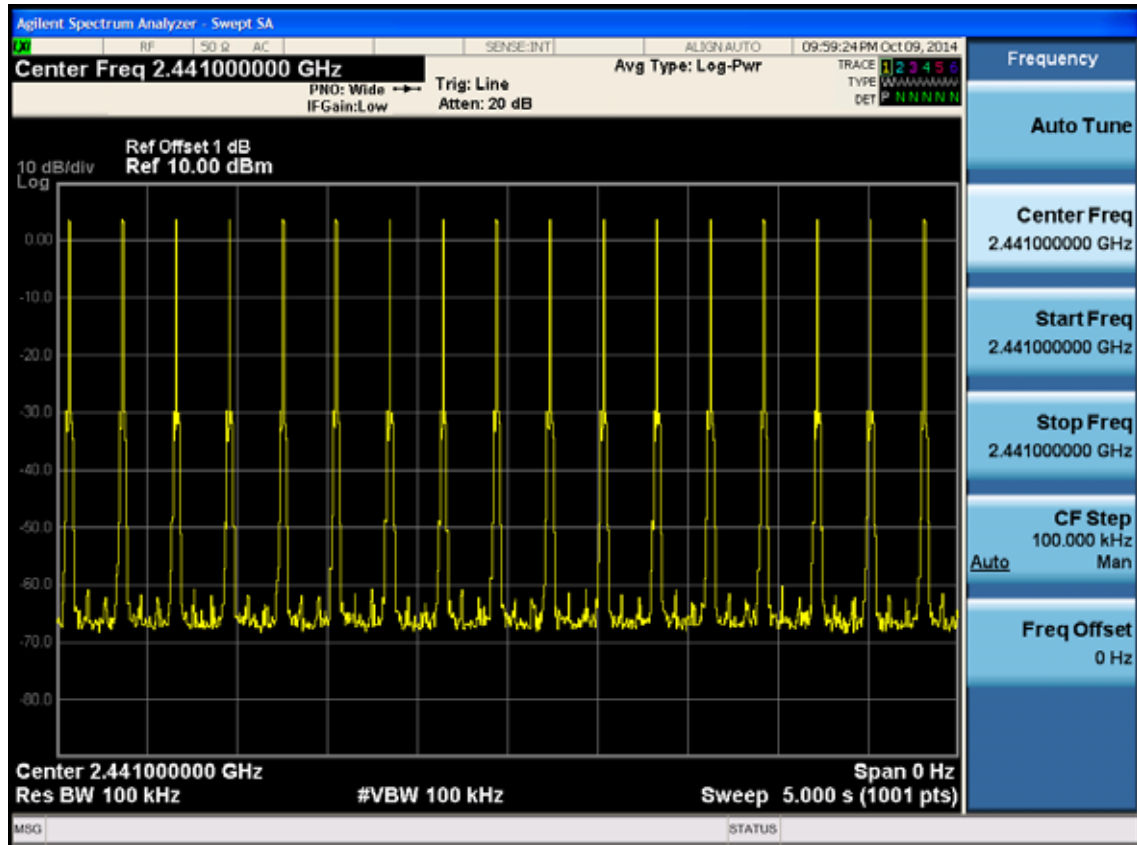 Agilent Spectrum Analyzer - Swept SA
RF 50 Ω AC SENSE:INT ALIGN AUTO 09:59:24 PM Oct 09, 2014
Center Freq 2.441000000 GHz
PNO: Wide
IFGain:Low
Trig: Line
Atten: 20 dB
Avg Type: Log-Pwr
TRACE 1 2 3 4 5 6
TYPE
DET P N N N N N
Ref Offset 1 dB
10 dB/div Ref 10.00 dBm
Log
0.00
-10.0
-20.0
-30.0
-40.0
-50.0
-60.0
-70.0
-80.0
Center 2.441000000 GHz Span 0 Hz
Res BW 100 kHz #VBW 100 kHz Sweep 5.000 s (1001 pts)
MSG STATUS
Frequency
Auto Tune
Center Freq
2.441000000 GHz
Start Freq
2.441000000 GHz
Stop Freq
2.441000000 GHz
CF Step
100.000 kHz
Auto Man
Freq Offset
0 Hz